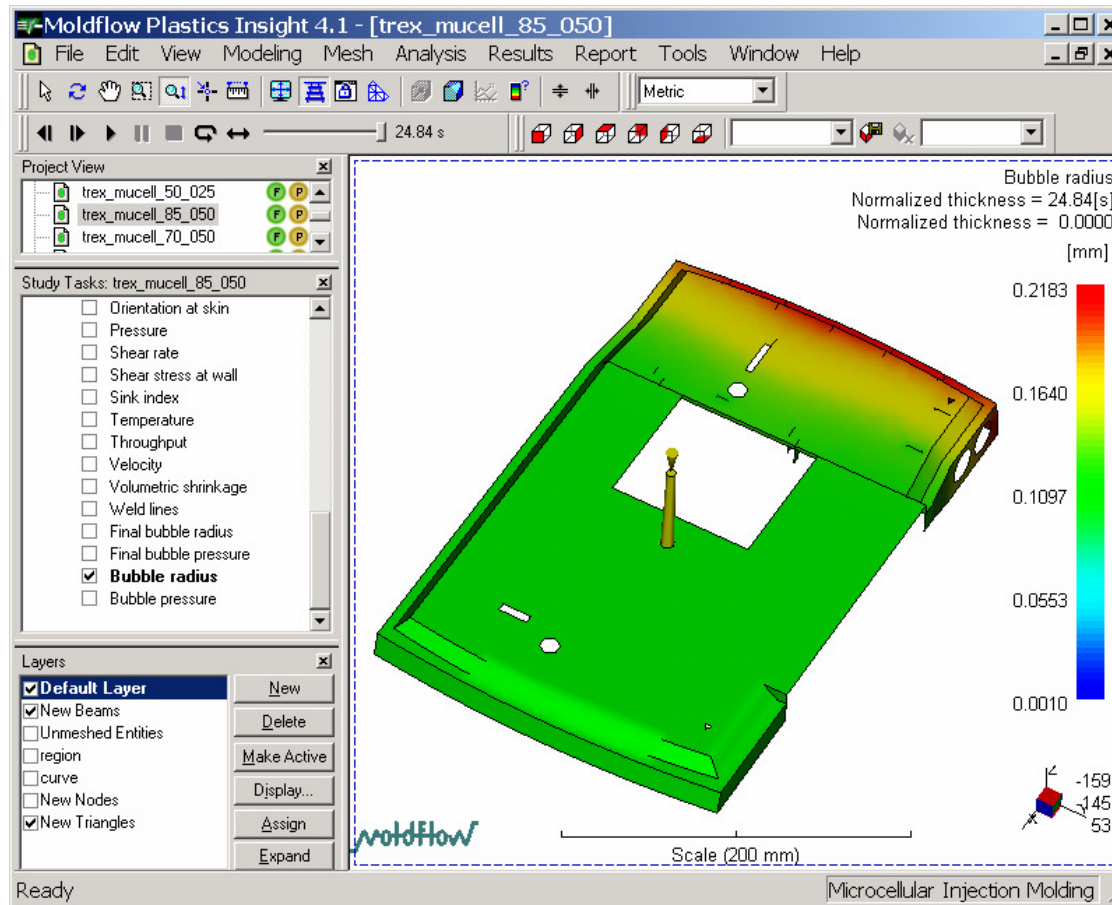 Moldflow Plastics Insight 4.1 - [trex_mucell_85_050]
File Edit View Modeling Mesh Analysis Results Report Tools Window Help
Metric
24.84 s
Project View
trex_mucell_50_025 F P
trex_mucell_85_050 F P
trex_mucell_70_050 F P
Study Tasks: trex_mucell_85_050
Orientation at skin
Pressure
Shear rate
Shear stress at wall
Sink index
Temperature
Throughput
Velocity
Volumetric shrinkage
Weld lines
Final bubble radius
Final bubble pressure
Bubble radius
Bubble pressure
Layers
Default Layer
New Beams
Unmeshed Entities
region
curve
New Nodes
New Triangles
New
Delete
Make Active
Display...
Assign
Expand
Bubble radius
Normalized thickness = 24.84[s]
Normalized thickness = 0.0000
[mm]
0.2183
0.1640
0.1097
0.0553
0.0010
moldflow
Scale (200 mm)
Z
Y
X
-159
-145
53
Ready
Microcellular Injection Molding